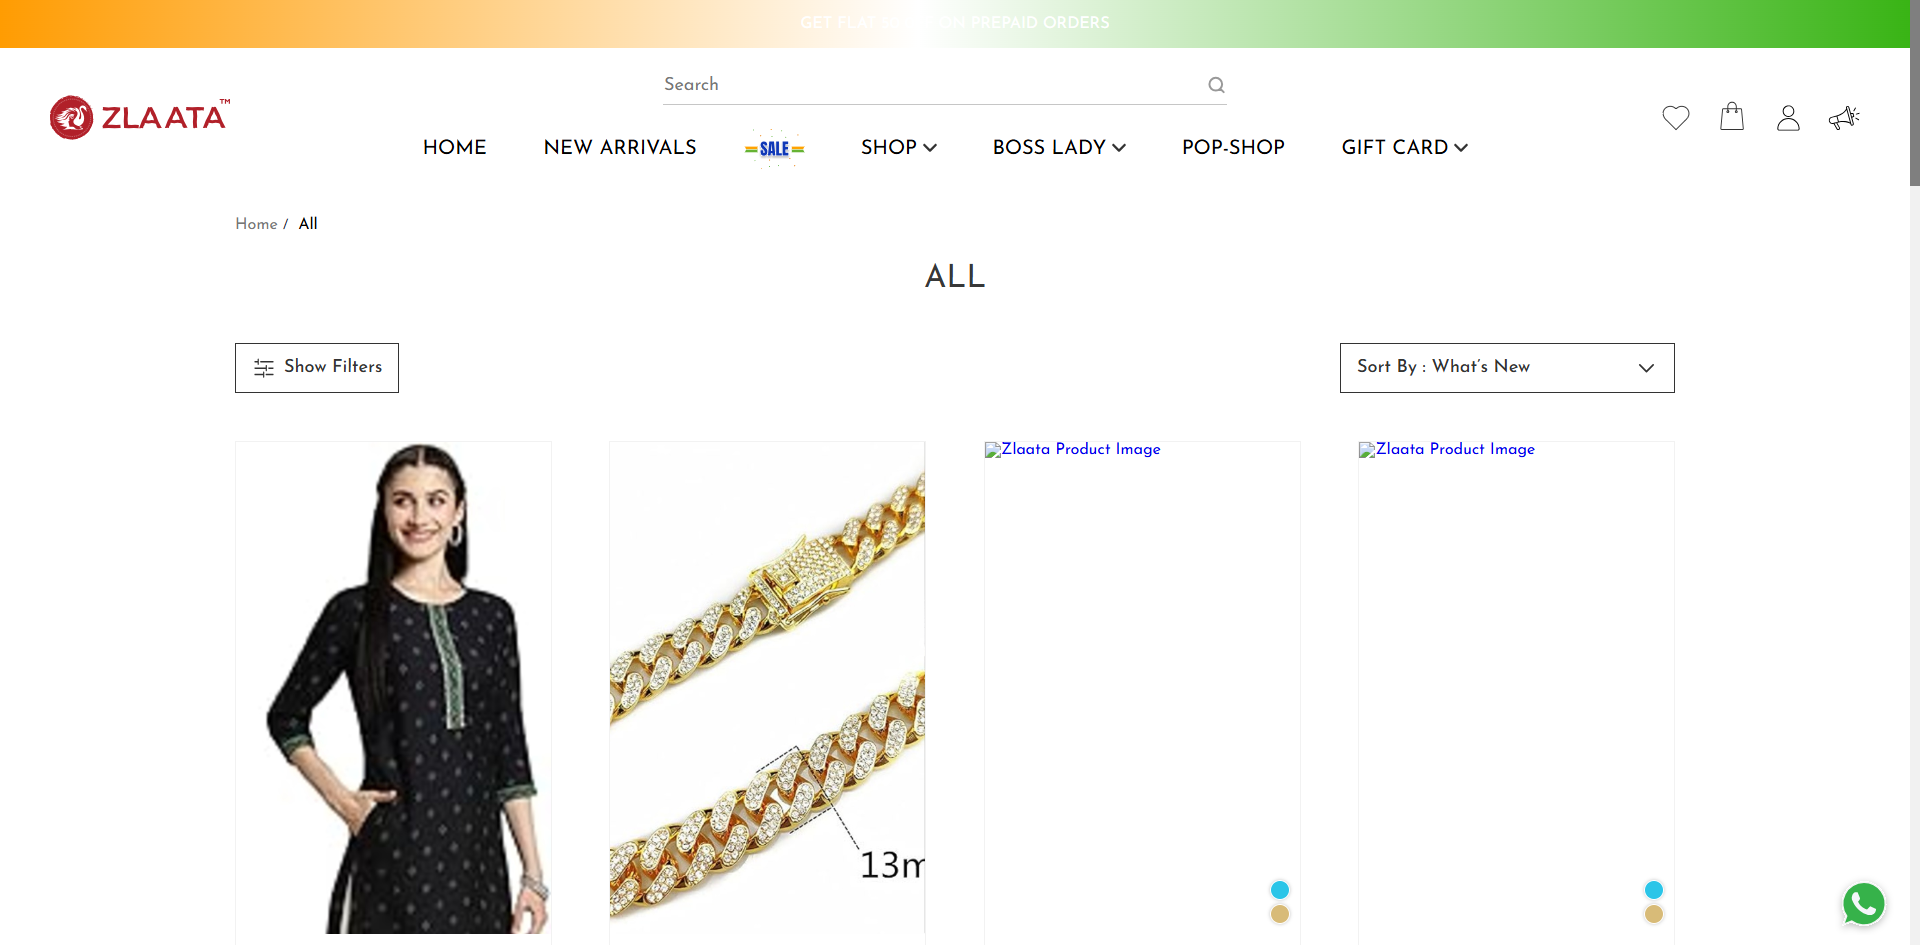 GET FLAT ON PREPAID ORDERS
Search
ZLAATA™
HOME
NEW ARRIVALS
SALE
SHOP
BOSS LADY
POP-SHOP
GIFT CARD
Home / All
ALL
Show Filters
Sort By : What's New
Zlaata Product Image
Zlaata Product Image
13m